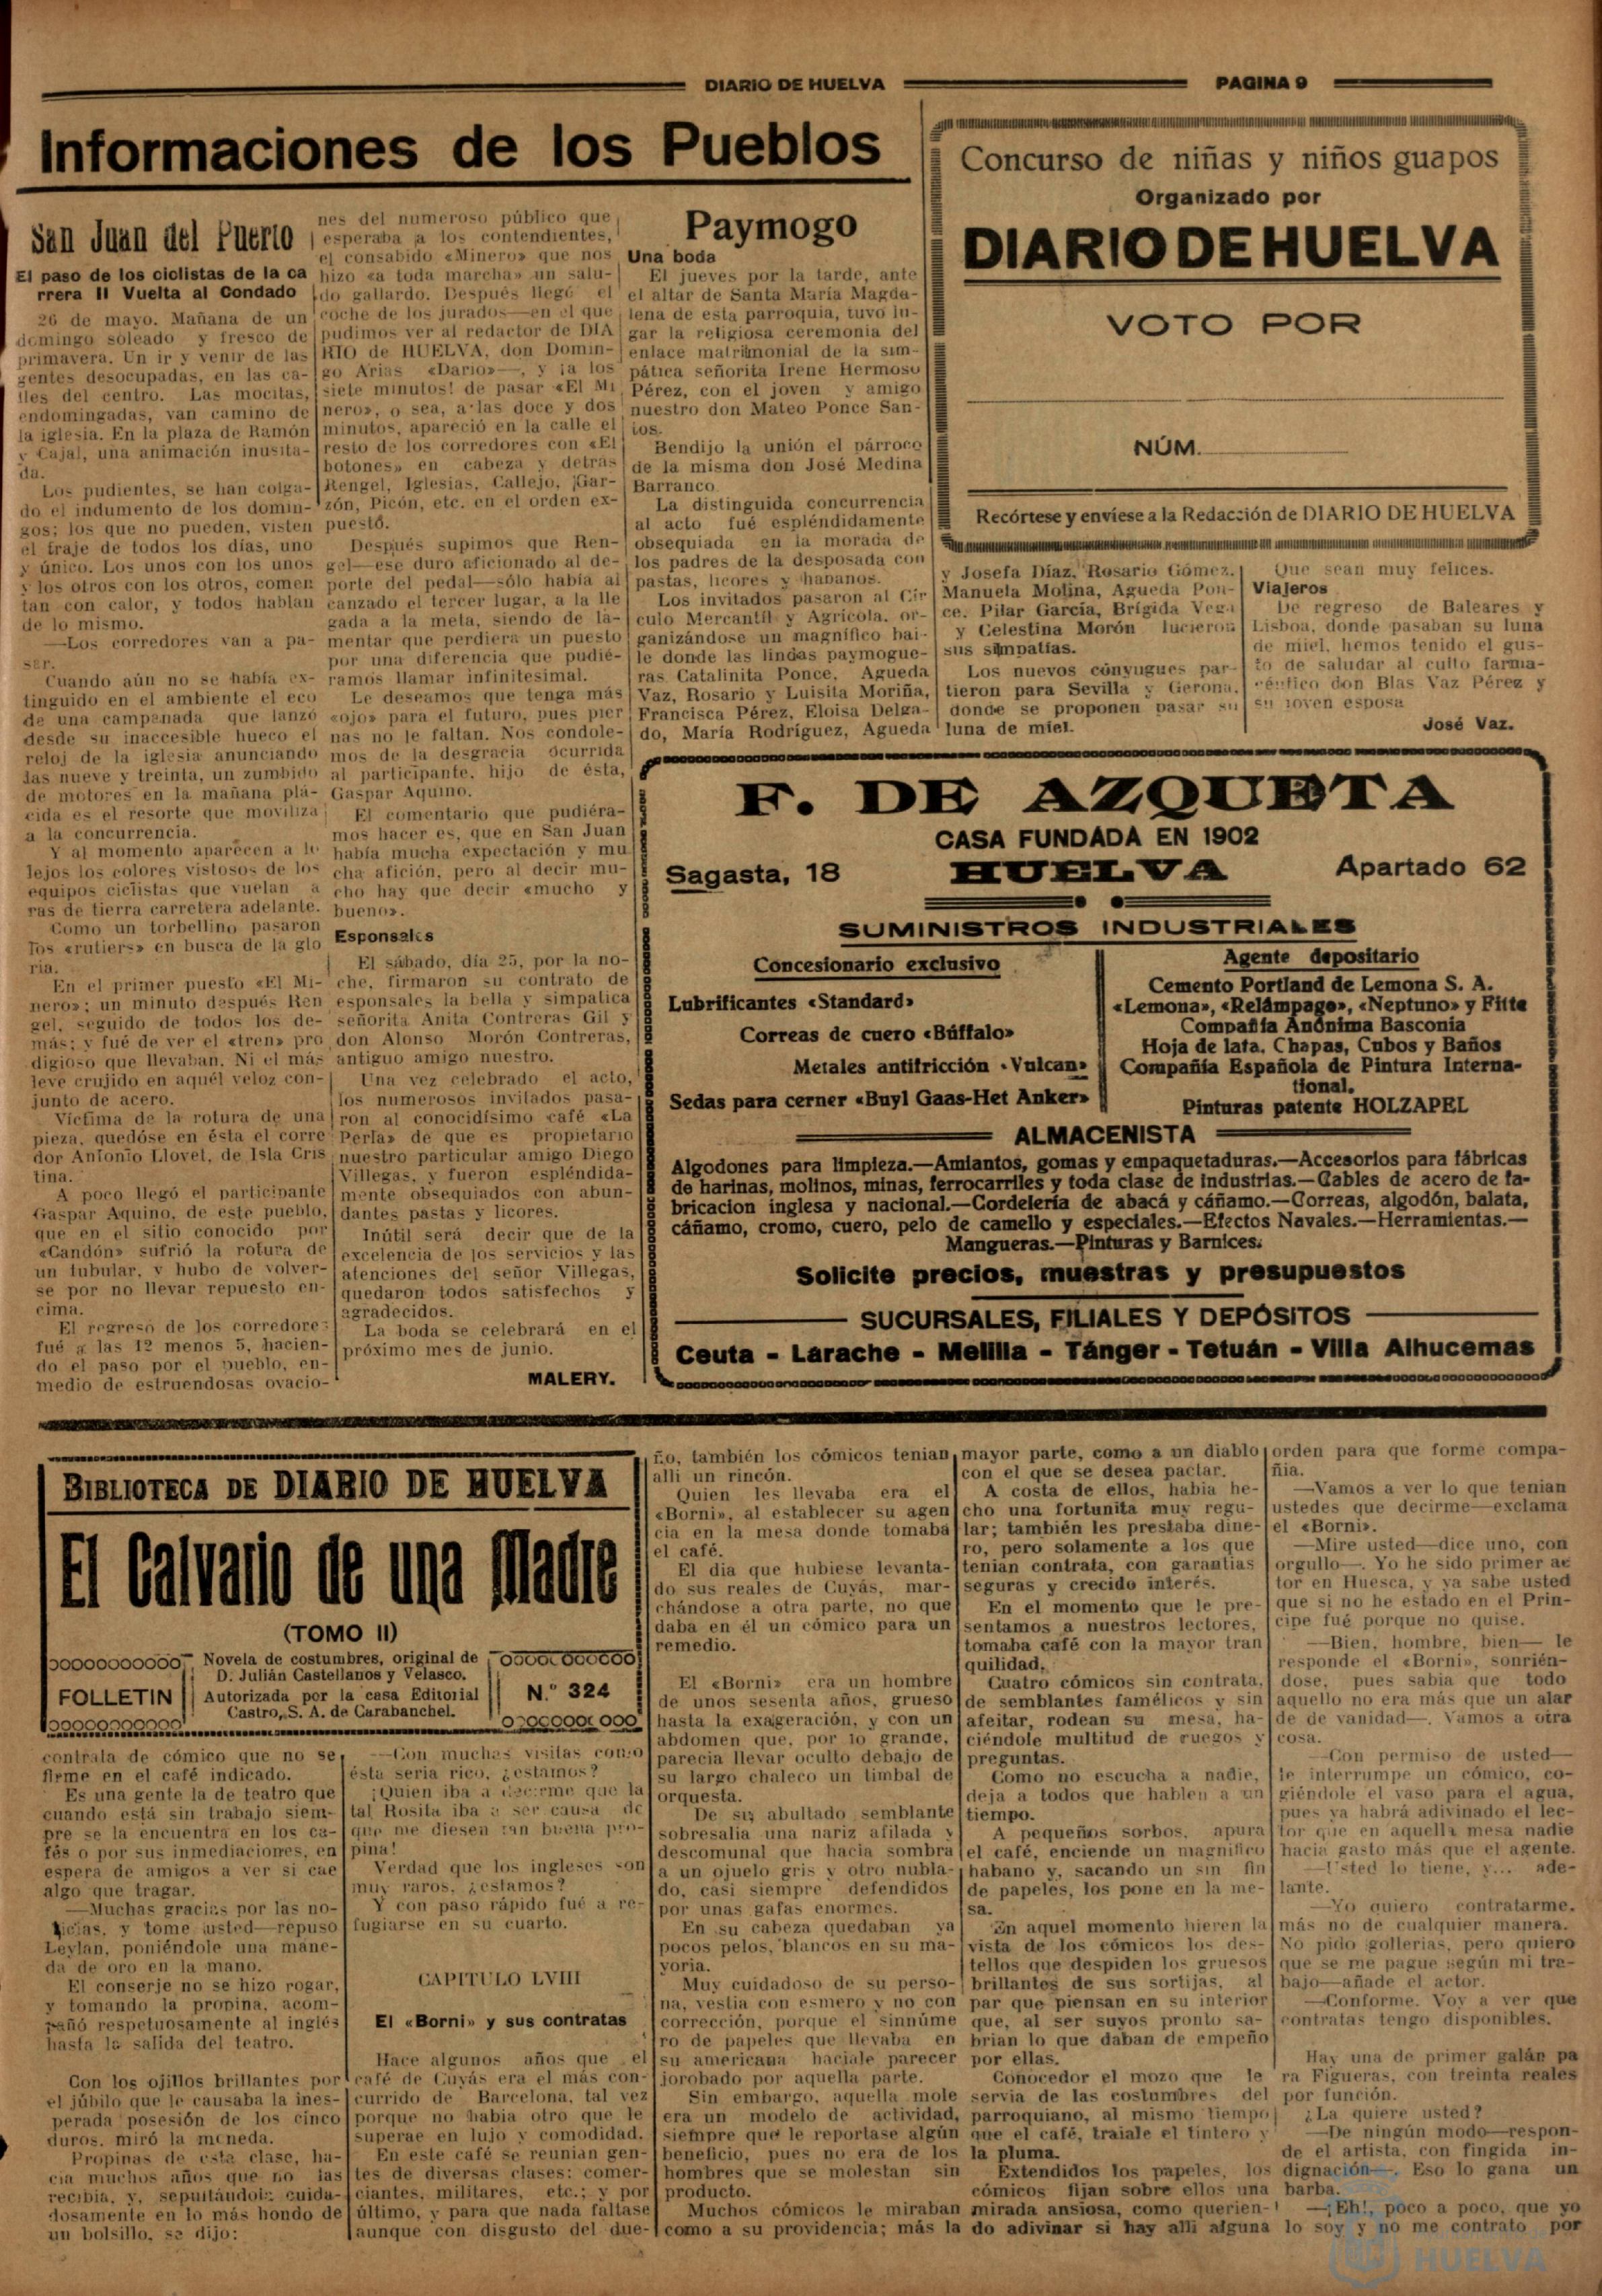 DIARIO DE HUELVA
PAGINA 9
Informaciones de los Pueblos
San Juan del Puerto
El paso de los ciclistas de la ca
rrera II Vuelta al Condado
26 de mayo. Mañana de un
domingo soleado y fresco de
primavera. Un ir y venir de las
gentes desocupadas, en las ca-
lles del centro. Las mocitas,
endomingadas, van camino de
la iglesia. En la plaza de Ramón
y Cajal, una animación inusita-
da.
Los pudientes, se han colga-
do el indumento de los domin-
gos; los que no pueden, visten
el traje de todos los días, uno
y único. Los unos con los unos
y los otros con los otros, comen
tan con calor, y todos hablan
de lo mismo.
—Los corredores van a pa-
sar.
Cuando aún no se había ex-
tinguido en el ambiente el eco
de una campanada que lanzó
desde su inaccesible hueco el
reloj de la iglesia anunciando
las nueve y treinta, un zumbido
de motores en la mañana plá-
cida es el resorte que moviliza
a la concurrencia.
Y al momento aparecen a lo
lejos los colores vistosos de los
equipos ciclistas que vuelan a
ras de tierra carretera adelante.
Como un torbellino pasaron
los «rutiers» en busca de la glo
ria.
En el primer puesto «El Mi-
nero»; un minuto después Ren
gel, seguido de todos los de-
más; y fué de ver el «tren» pro
digioso que llevaban. Ni el más
leve crujido en aquél veloz con-
junto de acero.
Víctima de la rotura de una
pieza, quedóse en ésta el corre
dor Antonio Llovet, de Isla Cris
tina.
A poco llegó el participante
Gaspar Aquino, de este pueblo,
que en el sitio conocido por
«Candón» sufrió la rotura de
un tubular, y hubo de volver-
se por no llevar repuesto en-
cima.
El regreso de los corredores
fué a las 12 menos 5, hacien-
do el paso por el pueblo, en-
medio de estruendosas ovacio-
nes del numeroso público que
esperaba a los contendientes,
el consabido «Minero» que nos
hizo «a toda marcha» un salu-
do gallardo. Después llegó el
coche de los jurados—en el que
pudimos ver al redactor de DIA
RIO de HUELVA, don Domin-
go Arias «Darío»—, y ¡a los
siete minutos! de pasar «El Mi
nero», o sea, a las doce y dos
minutos, apareció en la calle el
resto de los corredores con «El
botones» en cabeza y detrás
Rengel, Iglesias, Callejo, ¡Gar-
zón, Picón, etc. en el orden ex-
puesto.
Después supimos que Ren-
gel—ese duro aficionado al de-
porte del pedal—sólo había al
canzado el tercer lugar, a la lle
gada a la meta, siendo de la-
mentar que perdiera un puesto
por una diferencia que pudié-
ramos llamar infinitesimal.
Le deseamos que tenga más
«ojo» para el futuro, pues pier
nas no le faltan. Nos condole-
mos de la desgracia ocurrida
al participante, hijo de ésta,
Gaspar Aquino.
El comentario que pudiéra-
mos hacer es, que en San Juan
había mucha expectación y mu
cha afición, pero al decir mu-
cho hay que decir «mucho y
bueno».
Esponsales
El sábado, día 25, por la no-
che, firmaron su contrato de
esponsales la bella y simpatica
señorita Anita Contreras Gil y
don Alonso Morón Contreras,
antiguo amigo nuestro.
Una vez celebrado el acto,
los numerosos invitados pasa-
ron al conocidísimo café «La
Perla» de que es propietario
nuestro particular amigo Diego
Villegas, y fueron espléndida-
mente obsequiados con abun-
dantes pastas y licores.
Inútil será decir que de la
excelencia de los servicios y las
atenciones del señor Villegas,
quedaron todos satisfechos y
agradecidos.
La boda se celebrará en el
próximo mes de junio.
MALERY.
Paymogo
Una boda
El jueves por la tarde, ante
el altar de Santa María Magda-
lena de esta parroquia, tuvo lu-
gar la religiosa ceremonia del
enlace matrimonial de la sim-
pática señorita Irene Hermoso
Pérez, con el joven y amigo
nuestro don Mateo Ponce San-
tos.
Bendijo la unión el párroco
de la misma don José Medina
Barranco
La distinguida concurrencia
al acto fué espléndidamente
obsequiada en la morada de
los padres de la desposada con
pastas, licores y habanos.
Los invitados pasaron al Cír
culo Mercantil y Agrícola, or-
ganizándose un magnífico bai-
le donde las lindas paymogue-
ras Catalinita Ponce, Agueda
Vaz, Rosario y Luisita Moriña,
Francisca Pérez, Eloisa Delga-
do, María Rodríguez, Agueda
y Josefa Díaz, Rosario Gómez,
Manuela Molina, Agueda Pon-
ce, Pilar García, Brígida Vega
y Celestina Morón lucieron
sus simpatías.
Los nuevos cónyugues par-
tieron para Sevilla y Gerona,
donde se proponen pasar su
luna de miel.
Que sean muy felices.
Viajeros
De regreso de Baleares y
Lisboa, donde pasaban su luna
de miel, hemos tenido el gus-
to de saludar al culto farma-
céutico don Blas Vaz Pérez y
su joven esposa
José Vaz.
Concurso de niñas y niños guapos
Organizado por
DIARIO DE HUELVA
VOTO POR
NÚM.
Recórtese y envíese a la Redacción de DIARIO DE HUELVA
F. DE AZQUETA
CASA FUNDADA EN 1902
Sagasta, 18
HUELVA
Apartado 62
SUMINISTROS INDUSTRIALES
Concesionario exclusivo
Lubrificantes «Standard»
Correas de cuero «Búffalo»
Metales antifricción «Vulcan»
Sedas para cerner «Buyl Gaas-Het Anker»
Agente depositario
Cemento Portland de Lemona S. A.
«Lemona», «Relámpago», «Neptuno» y Fitte
Compañía Anónima Basconia
Hoja de lata, Chapas, Cubos y Baños
Compañía Española de Pintura Interna-
tional.
Pinturas patente HOLZAPEL
ALMACENISTA
Algodones para limpieza.—Amiantos, gomas y empaquetaduras.—Accesorios para fábricas
de harinas, molinos, minas, ferrocarriles y toda clase de industrias.—Cables de acero de fa-
bricacion inglesa y nacional.—Cordelería de abacá y cáñamo.—Correas, algodón, balata,
cáñamo, cromo, cuero, pelo de camello y especiales.—Efectos Navales.—Herramientas.—
Mangueras.—Pinturas y Barnices.
Solicite precios, muestras y presupuestos
SUCURSALES, FILIALES Y DEPÓSITOS
Ceuta - Larache - Melilla - Tánger - Tetuán - Villa Alhucemas
BIBLIOTECA DE DIARIO DE HUELVA
El Calvario de una Madre
(TOMO II)
FOLLETIN
Novela de costumbres, original de
D. Julián Castellanos y Velasco.
Autorizada por la casa Editorial
Castro, S. A. de Carabanchel.
N.º 324
contrata de cómico que no se
firme en el café indicado.
Es una gente la de teatro que
cuando está sin trabajo siem-
pre se la encuentra en los ca-
fés o por sus inmediaciones, en
espera de amigos a ver si cae
algo que tragar.
—Muchas gracias por las no-
ticias, y tome usted—repuso
Leylan, poniéndole una mone-
da de oro en la mano.
El conserje no se hizo rogar,
y tomando la propina, acom-
pañó respetuosamente al inglés
hasta la salida del teatro.
Con los ojillos brillantes por
el júbilo que le causaba la ines-
perada posesión de los cinco
duros, miró la moneda.
Propinas de esta clase, ha-
cía muchos años que no las
recibía, y, sepultándola cuida-
dosamente en lo más hondo de
un bolsillo, se dijo:
—Con muchas visitas como
ésta sería rico, ¿estamos?
¡Quien iba a decirme que la
tal Rosita iba a ser causa de
que me diesen tan buena pro-
pina!
Verdad que los ingleses son
muy raros, ¿estamos?
Y con paso rápido fué a re-
fugiarse en su cuarto.
CAPITULO LVIII
El «Borni» y sus contratas
Hace algunos años que el
café de Cuyás era el más con-
currido de Barcelona, tal vez
porque no había otro que le
superae en lujo y comodidad.
En este café se reunían gen-
tes de diversas clases: comer-
ciantes, militares, etc.; y por
último, y para que nada faltase
aunque con disgusto del due-
ño, también los cómicos tenian
alli un rincón.
Quien les llevaba era el
«Borni», al establecer su agen
cia en la mesa donde tomaba
el café.
El dia que hubiese levanta-
do sus reales de Cuyás, mar-
chándose a otra parte, no que
daba en él un cómico para un
remedio.
El «Borni» era un hombre
de unos sesenta años, grueso
hasta la exageración, y con un
abdomen que, por lo grande,
parecia llevar oculto debajo de
su largo chaleco un timbal de
orquesta.
De su abultado semblante
sobresalia una nariz afilada y
descomunal que hacia sombra
a un ojuelo gris y otro nubla-
do, casi siempre defendidos
por unas gafas enormes.
En su cabeza quedaban ya
pocos pelos, blancos en su ma-
yoria.
Muy cuidadoso de su perso-
na, vestia con esmero y no con
corrección, porque el sinnúme
ro de papeles que llevaba en
su americana haciale parecer
jorobado por aquella parte.
Sin embargo, aquella mole
era un modelo de actividad,
siempre que le reportase algún
beneficio, pues no era de los
hombres que se molestan sin
producto.
Muchos cómicos le miraban
como a su providencia; más la
mayor parte, como a un diablo
con el que se desea pactar.
A costa de ellos, habia he-
cho una fortunita muy regu-
lar; también les prestaba dine-
ro, pero solamente a los que
tenian contrata, con garantias
seguras y crecido interés.
En el momento que le pre-
sentamos a nuestros lectores,
tomaba café con la mayor tran
quilidad,
Cuatro cómicos sin contrata,
de semblantes famélicos y sin
afeitar, rodean su mesa, ha-
ciéndole multitud de ruegos y
preguntas.
Como no escucha a nadie,
deja a todos que hablen a un
tiempo.
A pequeños sorbos, apura
el café, enciende un magnífico
habano y, sacando un sin fin
de papeles, los pone en la me-
sa.
En aquel momento hieren la
vista de los cómicos los des-
tellos que despiden los gruesos
brillantes de sus sortijas, al
par que piensan en su interior
que, al ser suyos pronto sa-
brian lo que daban de empeño
por ellas.
Conocedor el mozo que le
servia de las costumbres del
parroquiano, al mismo tiempo
que el café, traiale el tintero y
la pluma.
Extendidos los papeles, los
cómicos fijan sobre ellos una
mirada ansiosa, como querien-
do adivinar si hay alli alguna
orden para que forme compa-
ñia.
—Vamos a ver lo que tenian
ustedes que decirme—exclama
el «Borni».
—Mire usted—dice uno, con
orgullo—. Yo he sido primer ac
tor en Huesca, y ya sabe usted
que si no he estado en el Prin-
cipe fué porque no quise.
—Bien, hombre, bien— le
responde el «Borni», sonrién-
dose, pues sabia que todo
aquello no era más que un alar
de de vanidad—. Vamos a otra
cosa.
—Con permiso de usted—
le interrumpe un cómico, co-
giéndole el vaso para el agua,
pues ya habrá adivinado el lec-
tor que en aquella mesa nadie
hacia gasto más que el agente.
—Usted lo tiene, y... ade-
lante.
—Yo quiero contratarme,
más no de cualquier manera.
No pido gollerias, pero quiero
que se me pague según mi tra-
bajo—añade el actor.
—Conforme. Voy a ver que
contratas tengo disponibles.
Hay una de primer galán pa
ra Figueras, con treinta reales
por función.
¿La quiere usted?
—De ningún modo—respon-
de el artista, con fingida in-
dignación—. Eso lo gana un
barba.
—¡Eh!, poco a poco, que yo
lo soy y no me contrato por
HUELVA